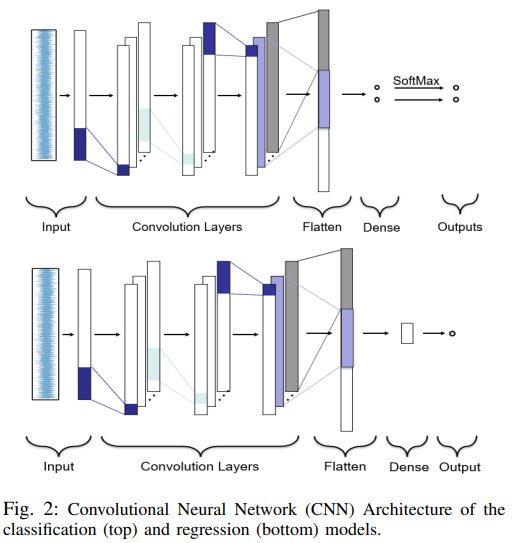 SoftMax
Input Convolution Layers Flatten Dense Outputs
Input Convolution Layers Flatten Dense Output
Fig. 2: Convolutional Neural Network (CNN) Architecture of the
classification (top) and regression (bottom) models.